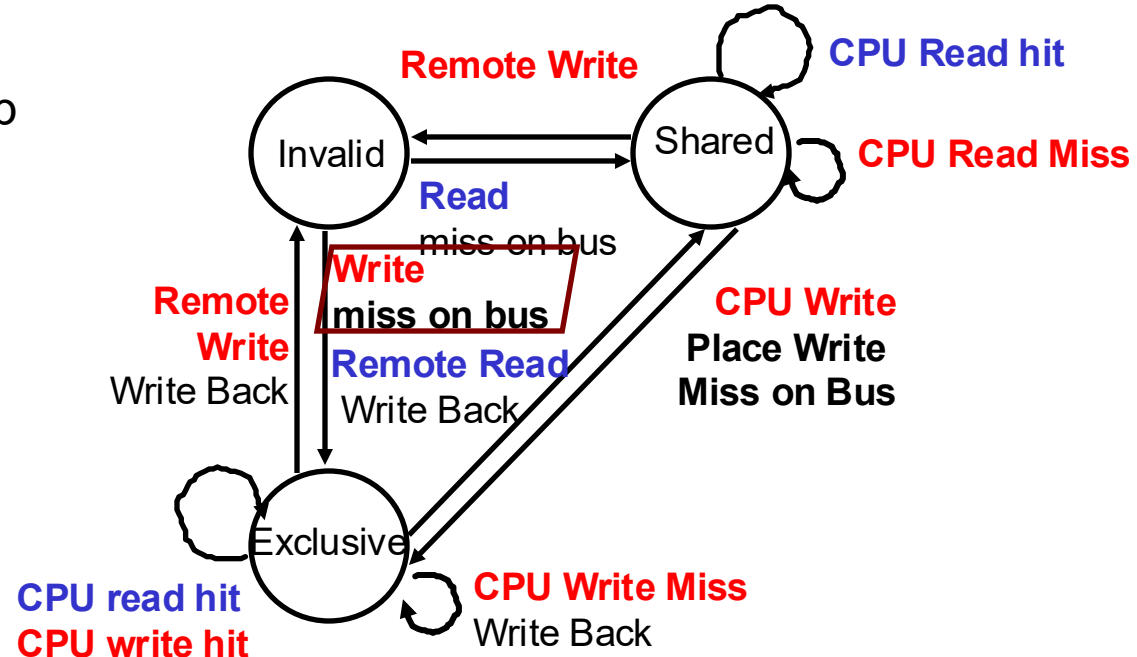 Remote Write
CPU Read hit
p
Invalid
Shared
CPU Read Miss
Read
miss on bus
Write
miss on bus
Remote
Write
Write Back
Remote Read
Write Back
CPU Write
Place Write
Miss on Bus
Exclusive
CPU read hit
CPU write hit
CPU Write Miss
Write Back